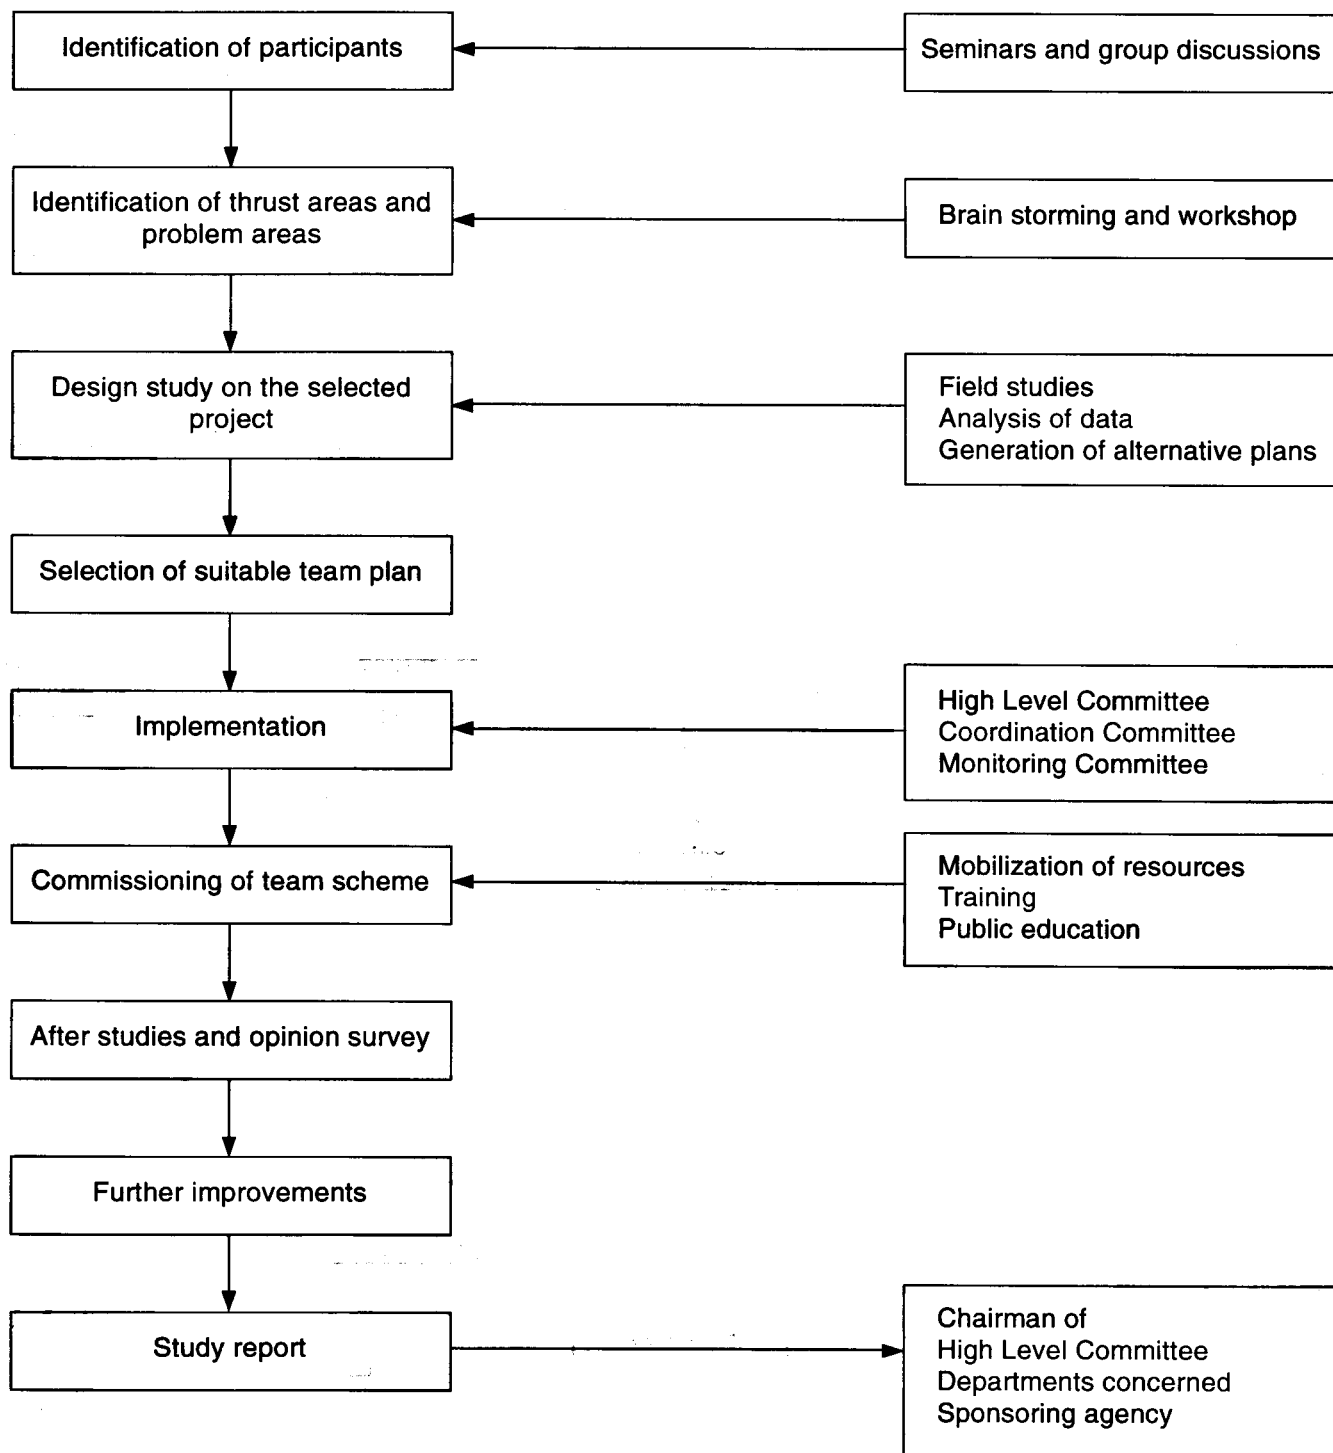 Identification of participants
Seminars and group discussions
Identification of thrust areas and
problem areas
Brain storming and workshop
Design study on the selected
project
Field studies
Analysis of data
Generation of alternative plans
Selection of suitable team plan
Implementation
High Level Committee
Coordination Committee
Monitoring Committee
Commissioning of team scheme
Mobilization of resources
Training
Public education
After studies and opinion survey
Further improvements
Study report
Chairman of
High Level Committee
Departments concerned
Sponsoring agency